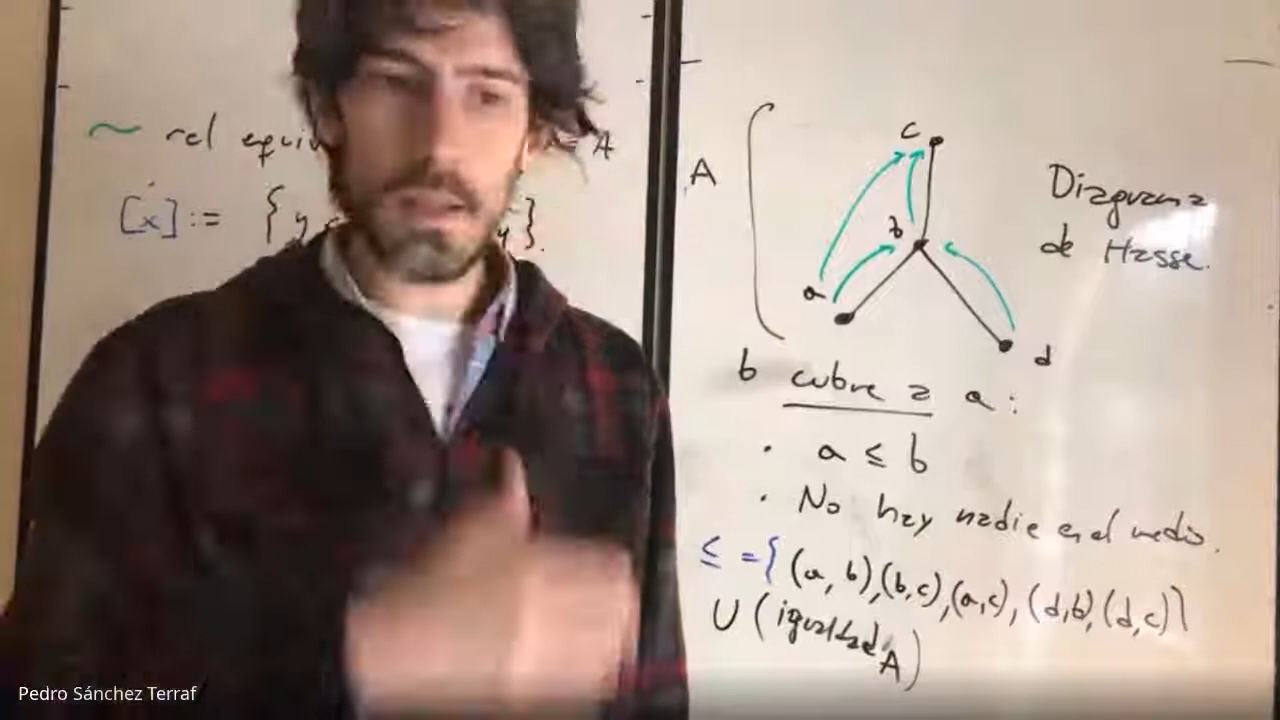 ~ rel equiv A
[x] := { y y}.
A
c
b
a
d
Diagrama
de Hasse.
b cubre a a :
· a ≤ b
· No hay nadie en el medio.
≤ = { (a, b), (b, c), (a, c), (d, b), (d, c) }
U (igualdad A)
Pedro Sánchez Terraf